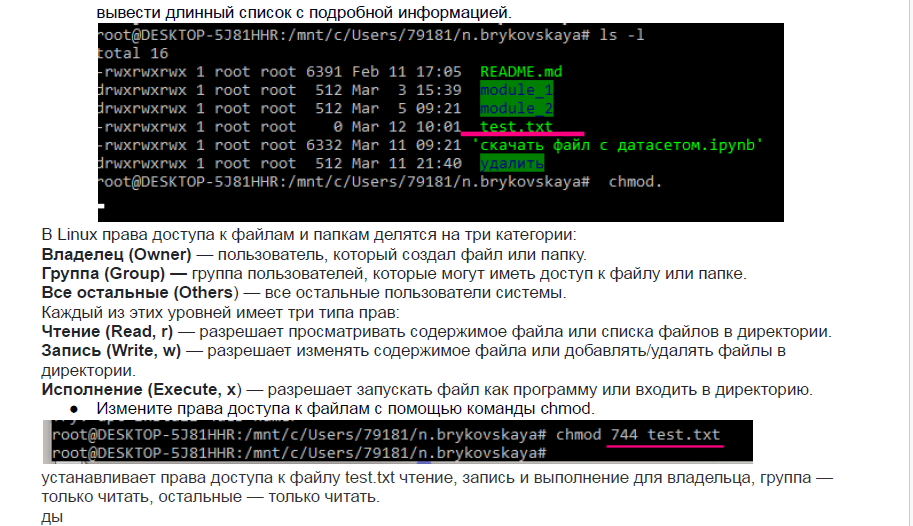 вывести длинный список с подробной информацией.
root@DESKTOP-5J81HHR:/mnt/c/Users/79181/n.brykovskaya# ls -l
total 16
-rwxrwxrwx 1 root root 6391 Feb 11 17:05 README.md
drwxrwxrwx 1 root root 512 Mar 3 15:39 module_1
drwxrwxrwx 1 root root 512 Mar 5 09:21 module_2
-rwxrwxrwx 1 root root 0 Mar 12 10:01 test.txt
-rwxrwxrwx 1 root root 6332 Mar 11 09:21 'скачать файл с датасетом.ipynb'
drwxrwxrwx 1 root root 512 Mar 11 21:40 удалить
root@DESKTOP-5J81HHR:/mnt/c/Users/79181/n.brykovskaya# chmod.
В Linux права доступа к файлам и папкам делятся на три категории:
Владелец (Owner) — пользователь, который создал файл или папку.
Группа (Group) — группа пользователей, которые могут иметь доступ к файлу или папке.
Все остальные (Others) — все остальные пользователи системы.
Каждый из этих уровней имеет три типа прав:
Чтение (Read, r) — разрешает просматривать содержимое файла или списка файлов в директории.
Запись (Write, w) — разрешает изменять содержимое файла или добавлять/удалять файлы в
директории.
Исполнение (Execute, x) — разрешает запускать файл как программу или входить в директорию.
● Измените права доступа к файлам с помощью команды chmod.
root@DESKTOP-5J81HHR:/mnt/c/Users/79181/n.brykovskaya# chmod 744 test.txt
root@DESKTOP-5J81HHR:/mnt/c/Users/79181/n.brykovskaya#
устанавливает права доступа к файлу test.txt чтение, запись и выполнение для владельца, группа —
только читать, остальные — только читать.
ды